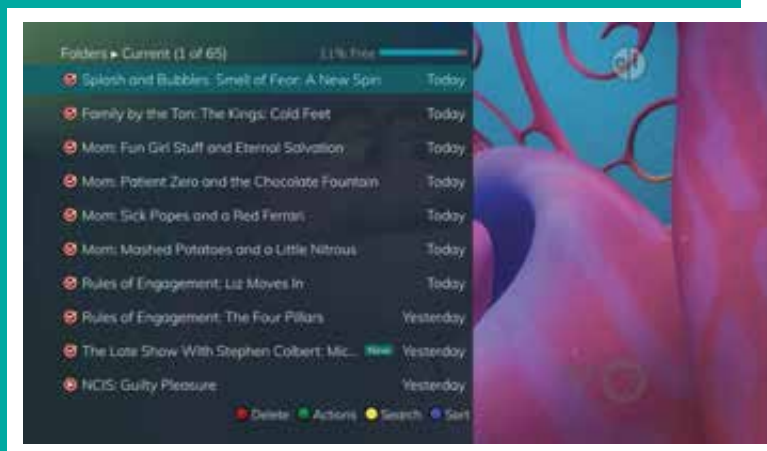 Folders ▸ Current (1 of 65) 11% Free
Splash and Bubbles: Smell of Fear: A New Spin Today
Family by the Ton: The Kings: Cold Feet Today
Mom: Fun Girl Stuff and Eternal Salvation Today
Mom: Patient Zero and the Chocolate Fountain Today
Mom: Sick Popes and a Red Ferrari Today
Mom: Mashed Potatoes and a Little Nitrous Today
Rules of Engagement: Liz Moves In Today
Rules of Engagement: The Four Pillars Yesterday
The Late Show With Stephen Colbert: Mic... New Yesterday
NCIS: Guilty Pleasure Yesterday
Delete Actions Search Sort